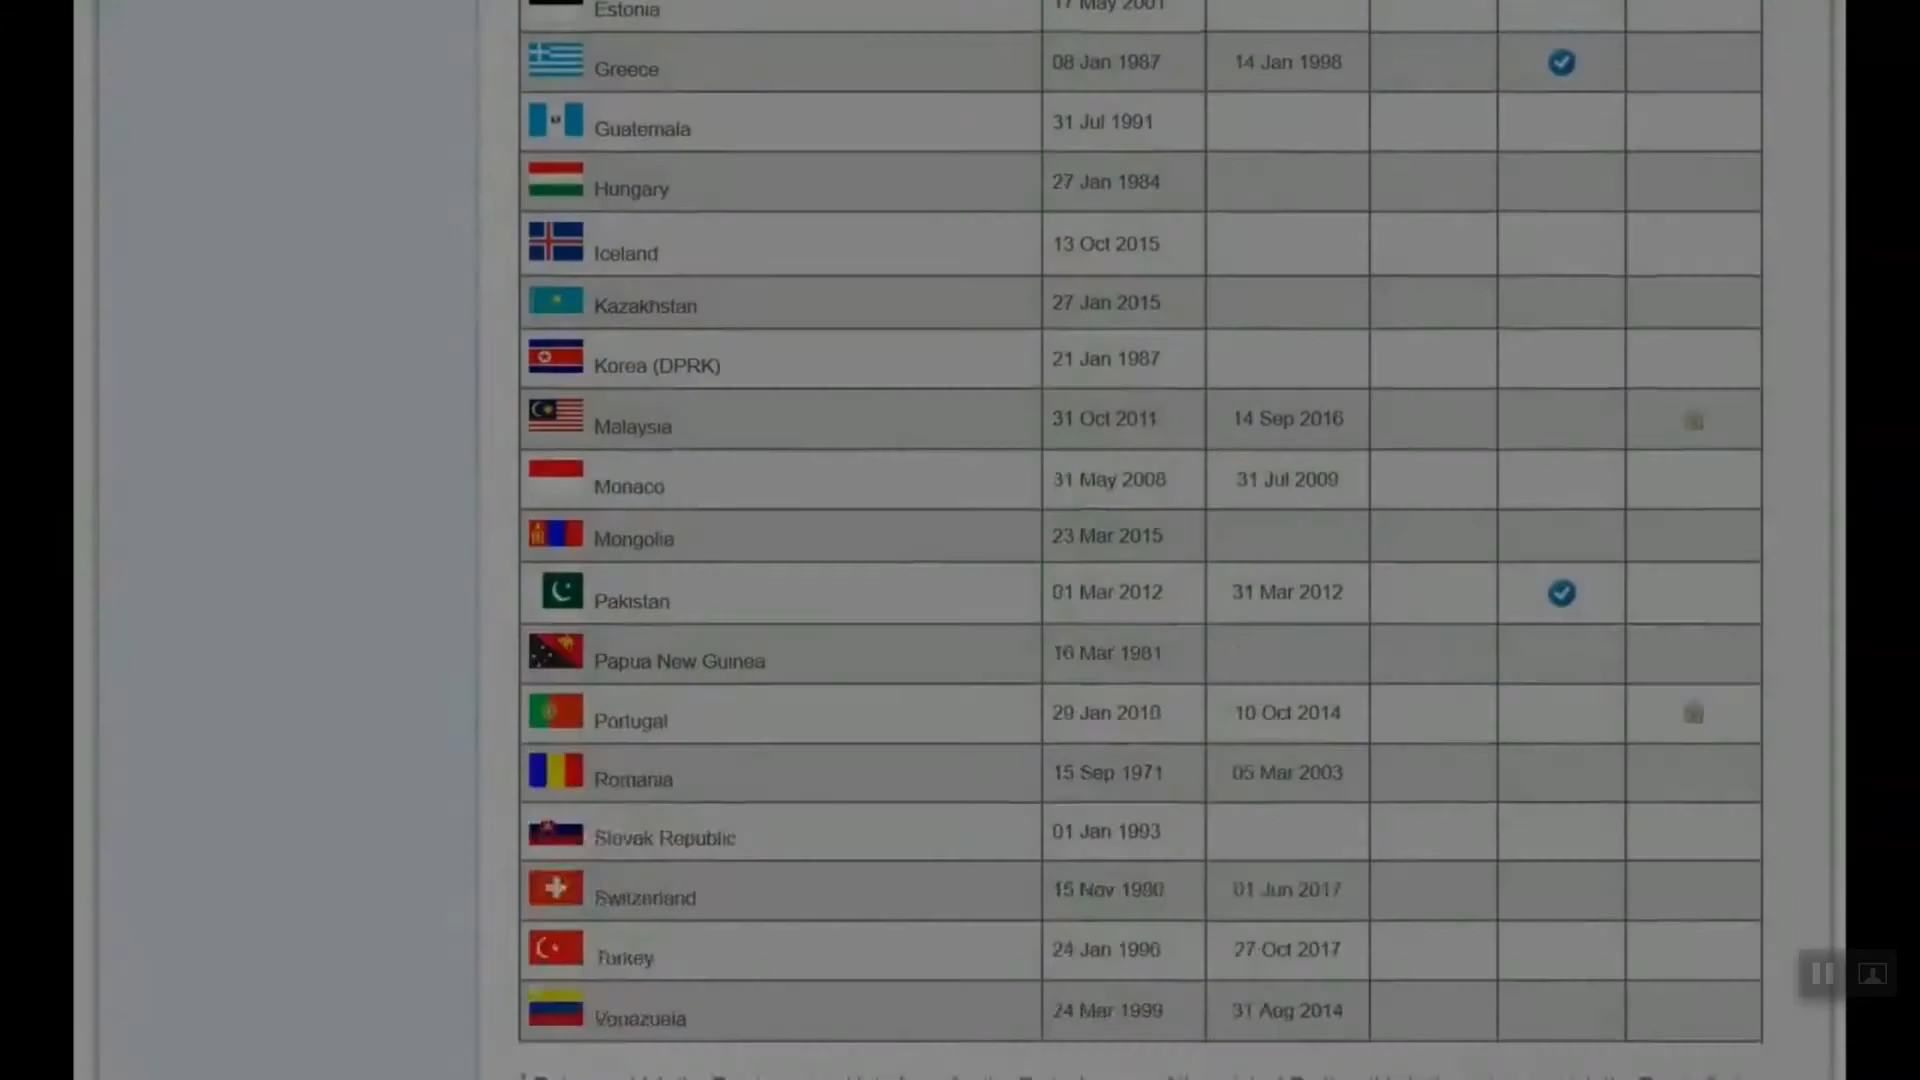 Estonia 17 May 2001
Greece 08 Jan 1987 14 Jan 1998
Guatemala 31 Jul 1991
Hungary 27 Jan 1984
Iceland 13 Oct 2015
Kazakhstan 27 Jan 2015
Korea (DPRK) 21 Jan 1987
Malaysia 31 Oct 2011 14 Sep 2016
Monaco 31 May 2008 31 Jul 2009
Mongolia 23 Mar 2015
Pakistan 01 Mar 2012 31 Mar 2012
Papua New Guinea 16 Mar 1981
Portugal 29 Jan 2010 10 Oct 2014
Romania 15 Sep 1971 05 Mar 2003
Slovak Republic 01 Jan 1993
Switzerland 15 Nov 1990 01 Jun 2017
Turkey 24 Jan 1996 27 Oct 2017
Venezuela 24 Mar 1999 31 Aug 2014